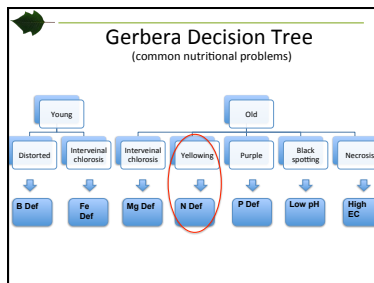 Gerbera Decision Tree
(common nutritional problems)
Young
Old
Distorted
Interveinal
chlorosis
Interveinal
chlorosis
Yellowing
Purple
Black
spotting
Necrosis
B Def
Fe
Def
Mg Def
N Def
P Def
Low pH
High
EC